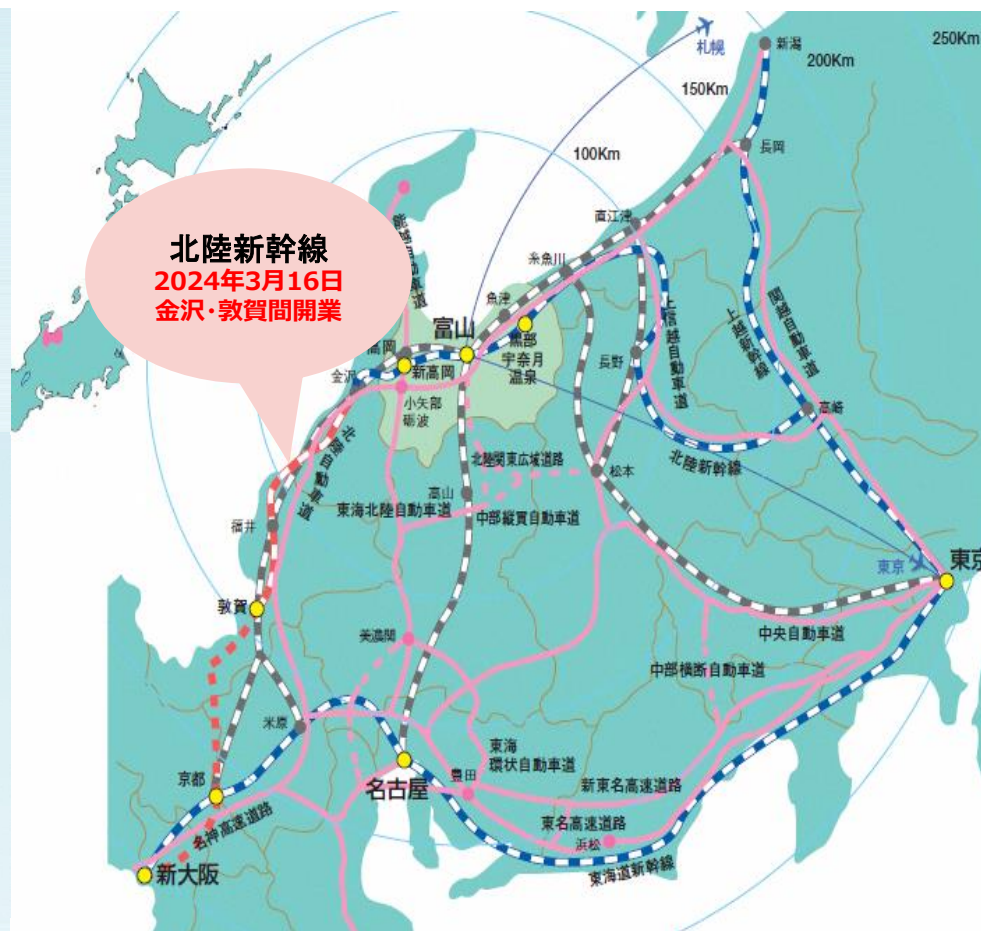 250Km
新潟
札幌
200Km
150Km
長岡
100Km
直江津
北陸新幹線
2024年3月16日
金沢・敦賀間開業
糸魚川
魚津
富山
上信越自動車道
上越新幹線
関越自動車道
高岡
新高岡
黒部
宇奈月
温泉
長野
金沢
小矢部
砺波
高崎
北陸自動車道
北陸関東広域道路
松本
北陸新幹線
高山
東海北陸自動車道
中部縦貫自動車道
福井
東京
東京
敦賀
美濃関
中央自動車道
中部横断自動車道
米原
東海
環状自動車道
京都
名古屋
豊田
新東名高速道路
名神高速道路
東名高速道路
浜松
新大阪
東海道新幹線